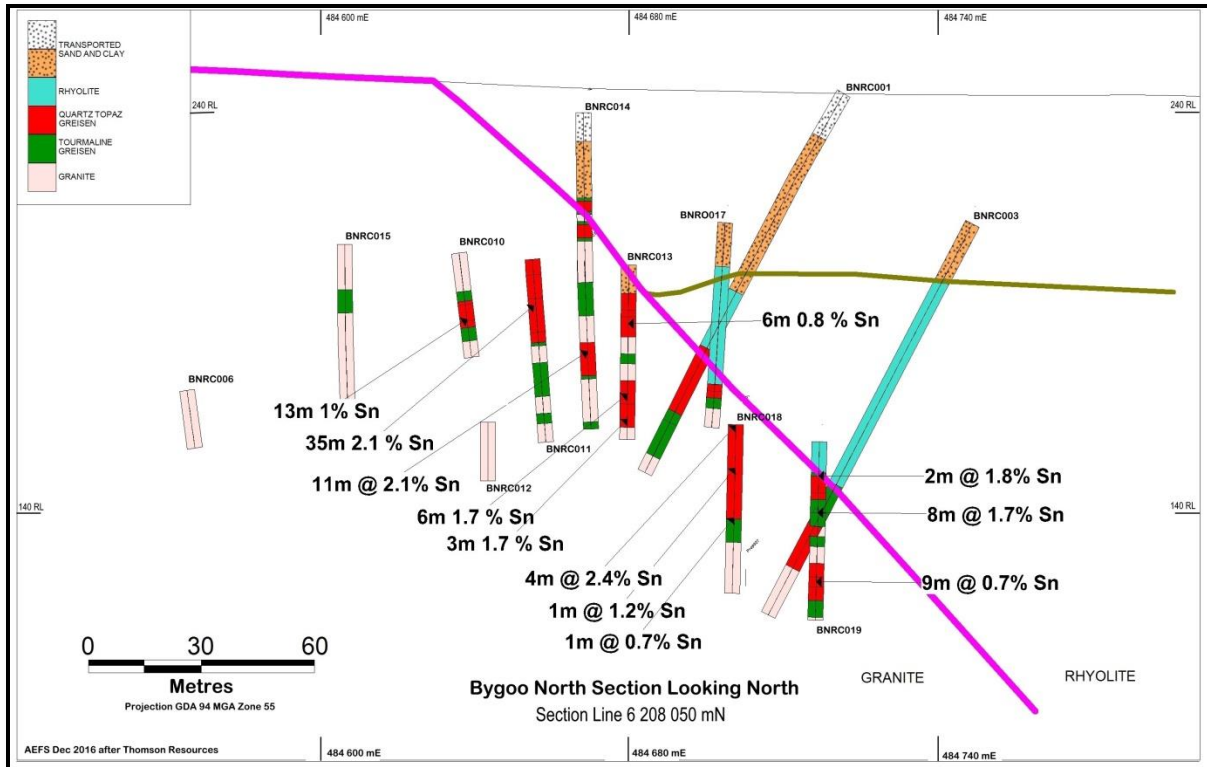 484 600 mE
484 680 mE
484 740 mE
TRANSPORTED
SAND AND CLAY
RHYOLITE
QUARTZ TOPAZ
GREISEN
TOURMALINE
GREISEN
GRANITE
240 RL
240 RL
BNRC001
BNRC014
BNRO017
BNRC003
BNRC015
BNRC010
BNRC013
6m 0.8 % Sn
BNRC006
13m 1% Sn
35m 2.1 % Sn
BNRC011
BNRC018
11m @ 2.1% Sn
BNRC012
2m @ 1.8% Sn
140 RL
6m 1.7 % Sn
8m @ 1.7% Sn
140 RL
3m 1.7 % Sn
4m @ 2.4% Sn
9m @ 0.7% Sn
1m @ 1.2% Sn
1m @ 0.7% Sn
BNRC019
0 30 60
Metres
Projection GDA 94 MGA Zone 55
Bygoo North Section Looking North
Section Line 6 208 050 mN
GRANITE
RHYOLITE
AEFS Dec 2016 after Thomson Resources
484 600 mE
484 680 mE
484 740 mE